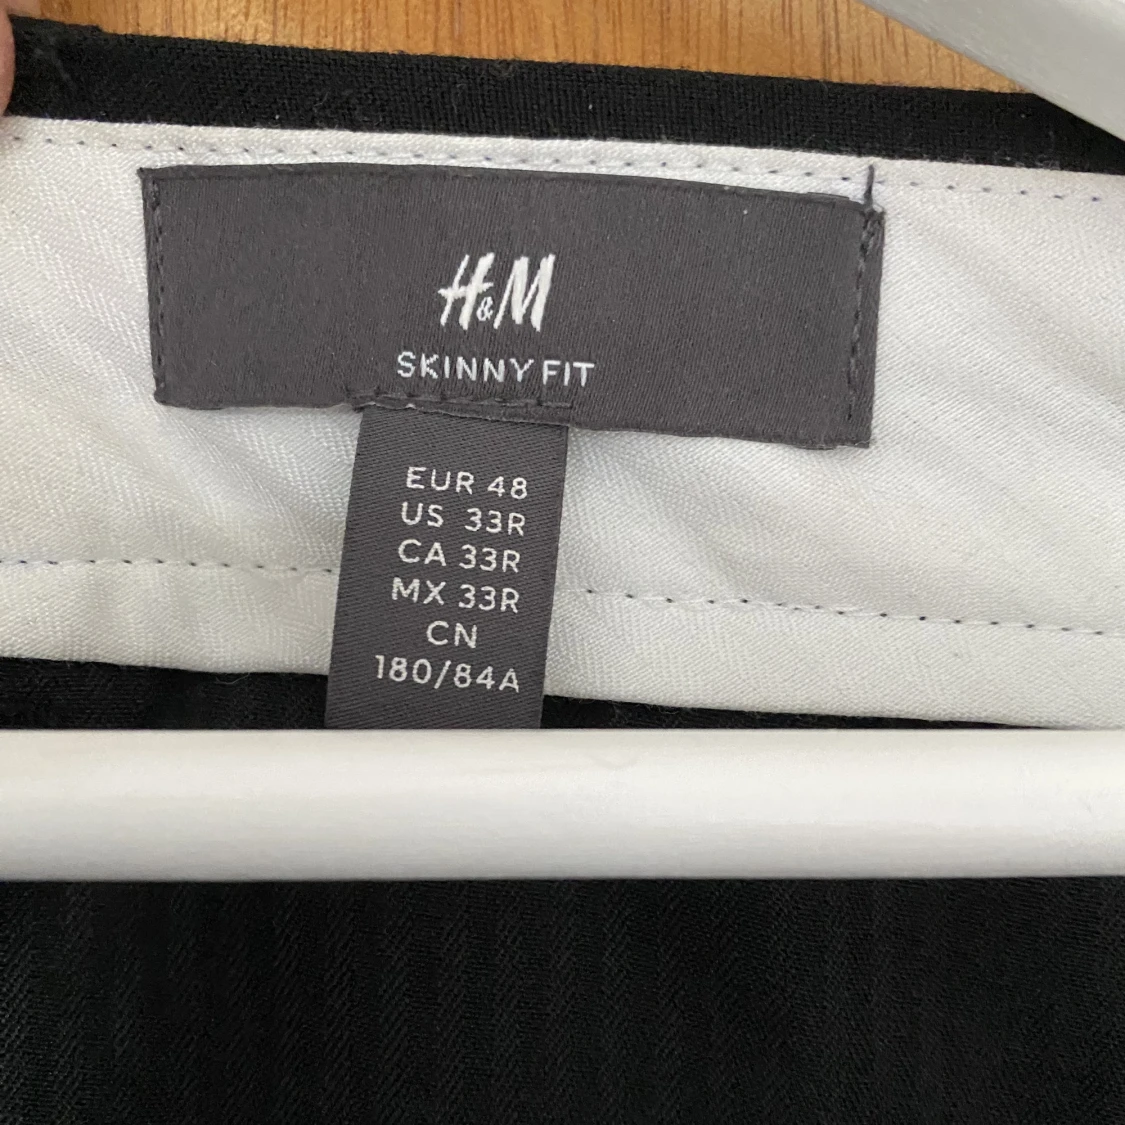 H&M
SKINNY FIT
EUR 48
US 33R
CA 33R
MX 33R
CN
180/84A